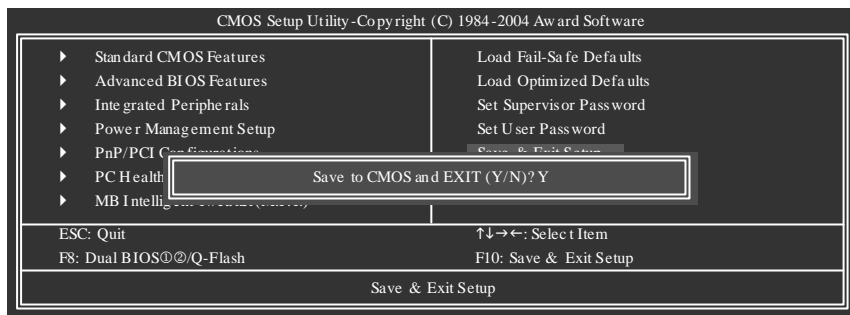 CMOS Setup Utility-Copyright (C) 1984-2004 Award Software
▶ Standard CMOS Features
▶ Advanced BIOS Features
▶ Integrated Peripherals
▶ Power Management Setup
▶ PnP/PCI
▶ PC Health
▶ MB
Load Fail-Safe Defaults
Load Optimized Defaults
Set Supervisor Password
Set User Password
Save & Exit Setup
Save to CMOS and EXIT (Y/N)? Y
ESC: Quit
↑↓→←: Select Item
F8: Dual BIOS①②/Q-Flash
F10: Save & Exit Setup
Save & Exit Setup